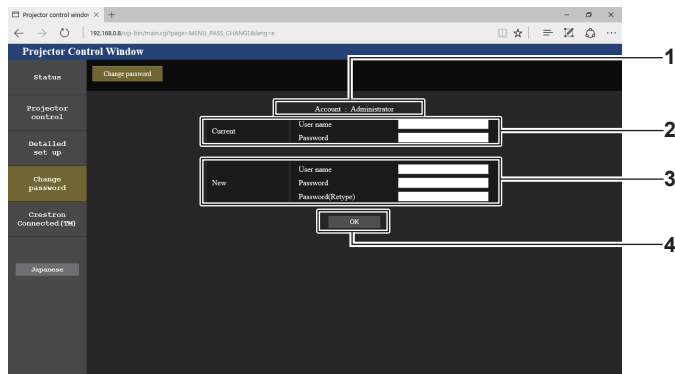 Projector control windo
192.168.0.8/cgi-bin/main.cgi?page=MENU_PASS_CHANGE&lang=e
Projector Control Window
Status
Change password
1
Projector
control
Account : Administrator
Current
User name
Password
2
Detailed
set up
Change
password
New
User name
Password
Password(Retype)
3
Crestron
Connected(TM)
OK
4
Japanese